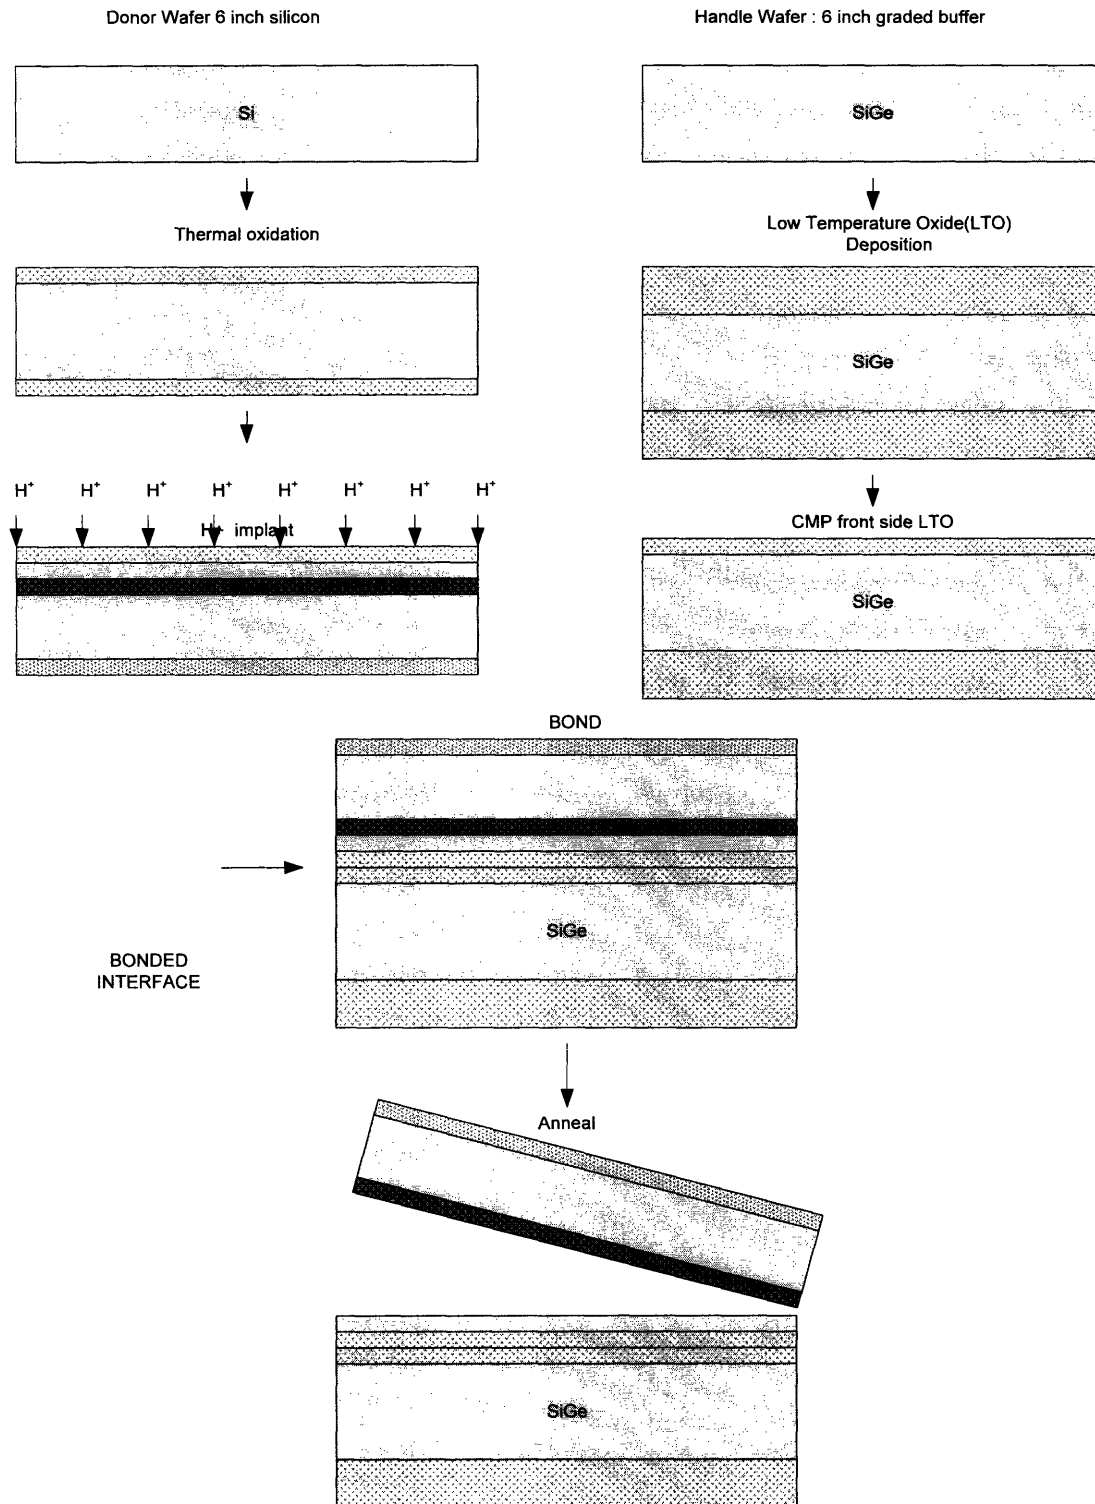 Donor Wafer 6 inch silicon
Handle Wafer : 6 inch graded buffer
Si
SiGe
Thermal oxidation
Low Temperature Oxide(LTO)
Deposition
SiGe
H⁺ H⁺ H⁺ H⁺ H⁺ H⁺ H⁺ H⁺
H+ implant
CMP front side LTO
SiGe
BOND
SiGe
BONDED
INTERFACE
Anneal
SiGe